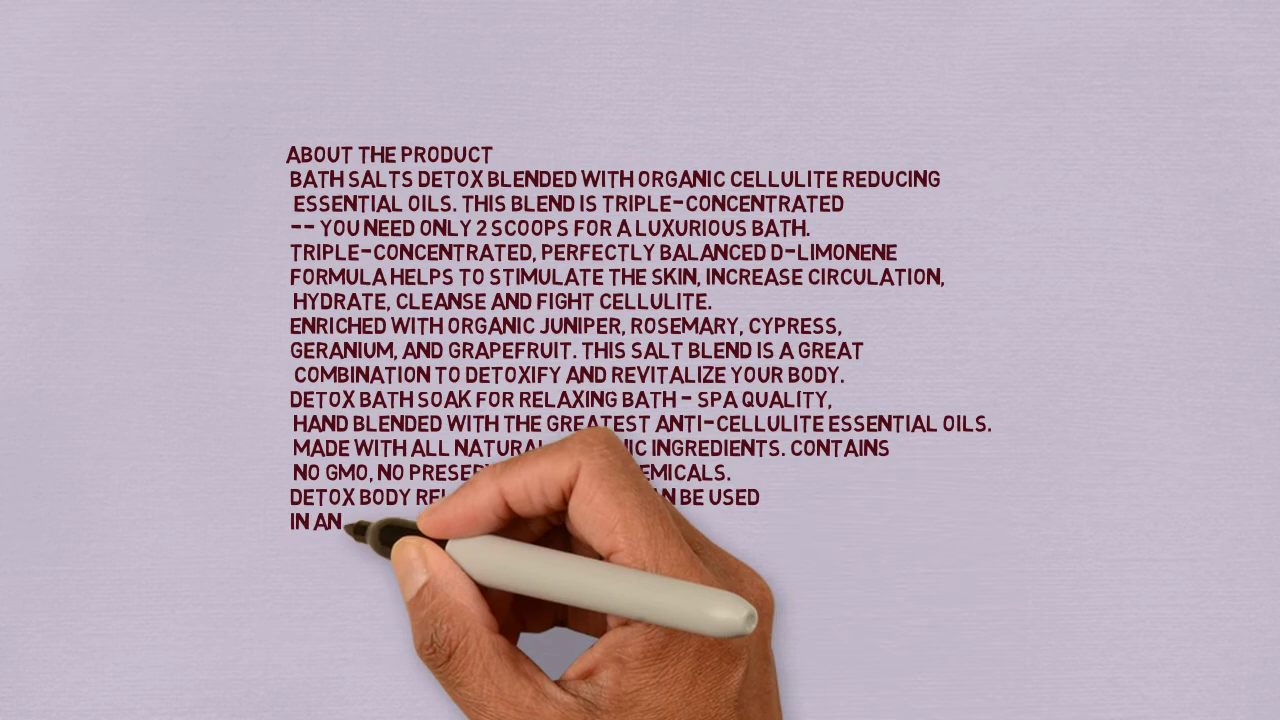 ABOUT THE PRODUCT
BATH SALTS DETOX BLENDED WITH ORGANIC CELLULITE REDUCING
ESSENTIAL OILS. THIS BLEND IS TRIPLE-CONCENTRATED
-- YOU NEED ONLY 2 SCOOPS FOR A LUXURIOUS BATH.
TRIPLE-CONCENTRATED, PERFECTLY BALANCED D-LIMONENE
FORMULA HELPS TO STIMULATE THE SKIN, INCREASE CIRCULATION,
HYDRATE, CLEANSE AND FIGHT CELLULITE.
ENRICHED WITH ORGANIC JUNIPER, ROSEMARY, CYPRESS,
GERANIUM, AND GRAPEFRUIT. THIS SALT BLEND IS A GREAT
COMBINATION TO DETOXIFY AND REVITALIZE YOUR BODY.
DETOX BATH SOAK FOR RELAXING BATH - SPA QUALITY,
HAND BLENDED WITH THE GREATEST ANTI-CELLULITE ESSENTIAL OILS.
MADE WITH ALL NATURAL INGREDIENTS. CONTAINS
NO GMO, NO
DETOX BODY BE USED
IN AN